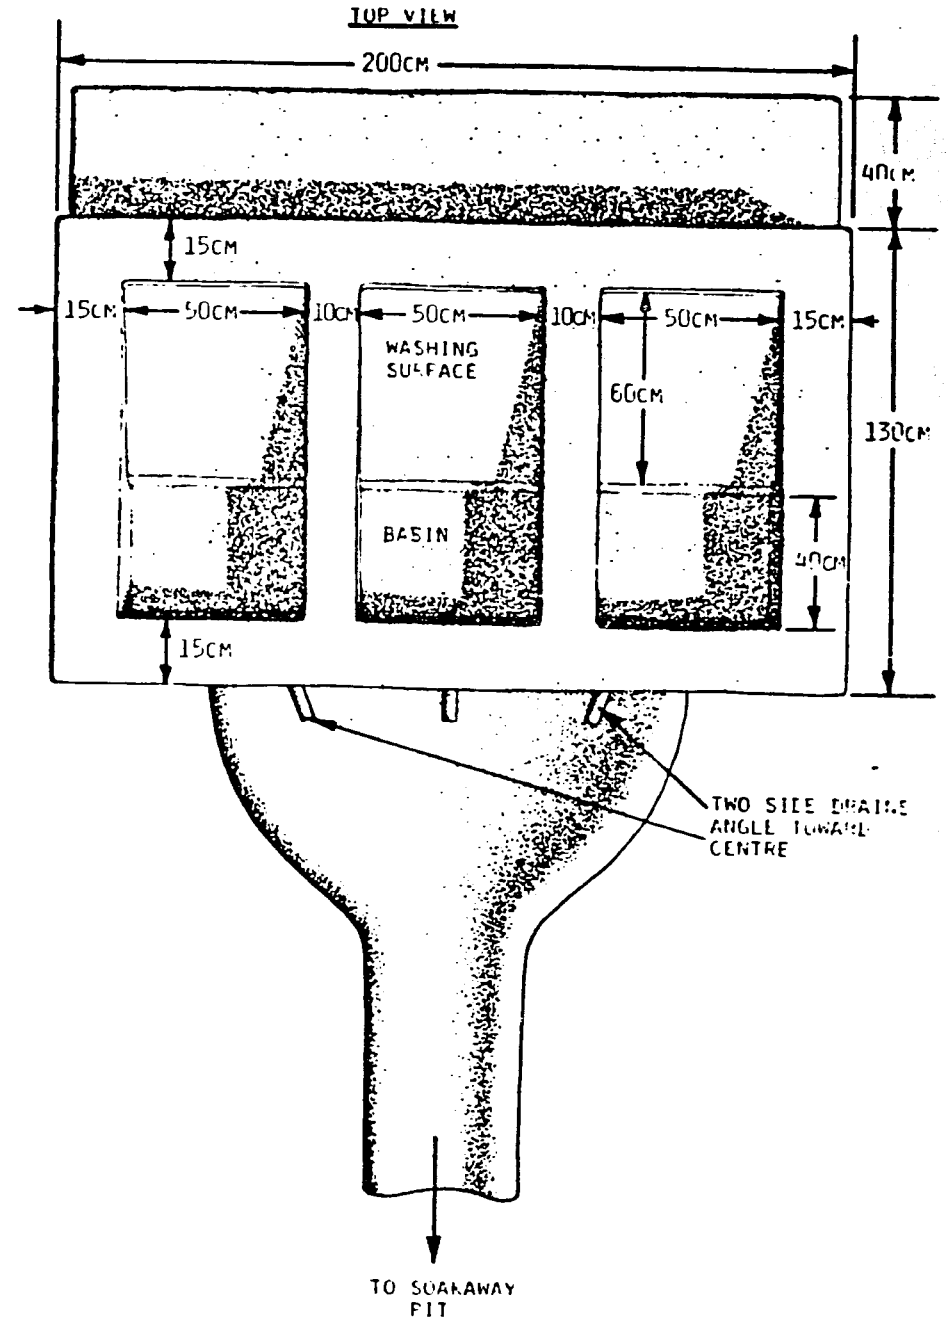 TOP VIEW
200CM
40CM
15CM
15CM 50CM 10CM 50CM 10CM 50CM 15CM
WASHING
SURFACE
60CM
130CM
BASIN
40CM
15CM
TWO SIDE DRAINS
ANGLE TOWARD
CENTRE
TO SOAKAWAY
PIT